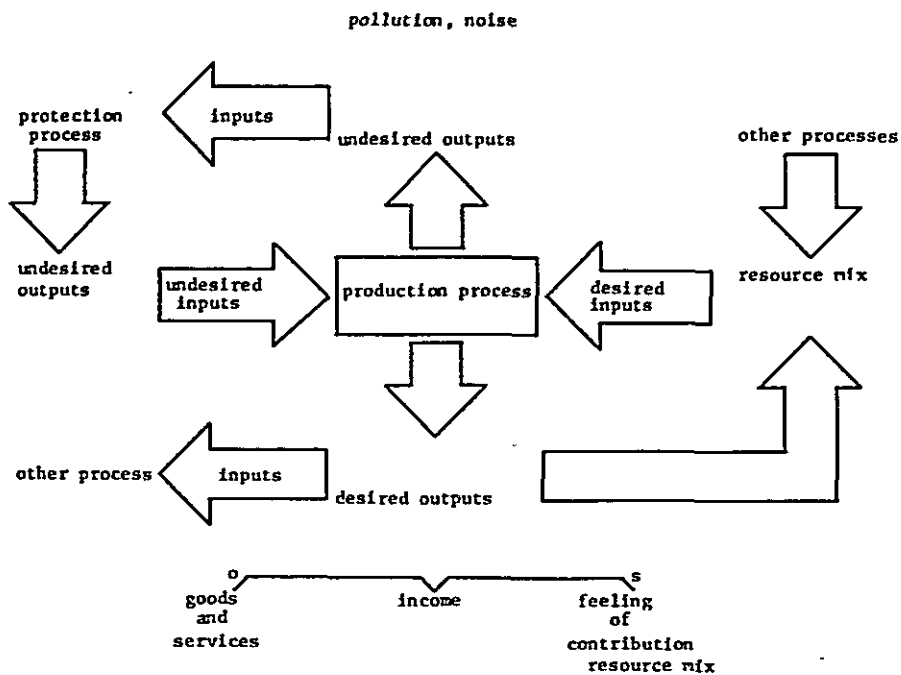 pollution, noise
inputs
protection
process
undesired outputs
other processes
undesired
outputs
undesired
inputs
production process
desired
inputs
resource mix
other process
inputs
desired outputs
o
s
goods
and
services
income
feeling
of
contribution
resource mix